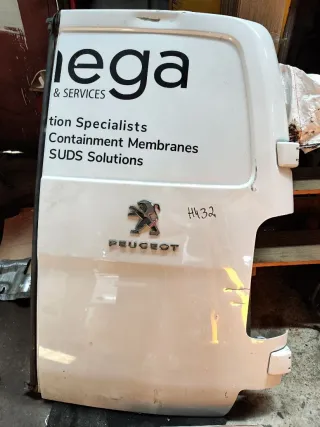 nega
& SERVICES
tion Specialists
Containment Membranes
SUDS Solutions
H432
PEUGEOT